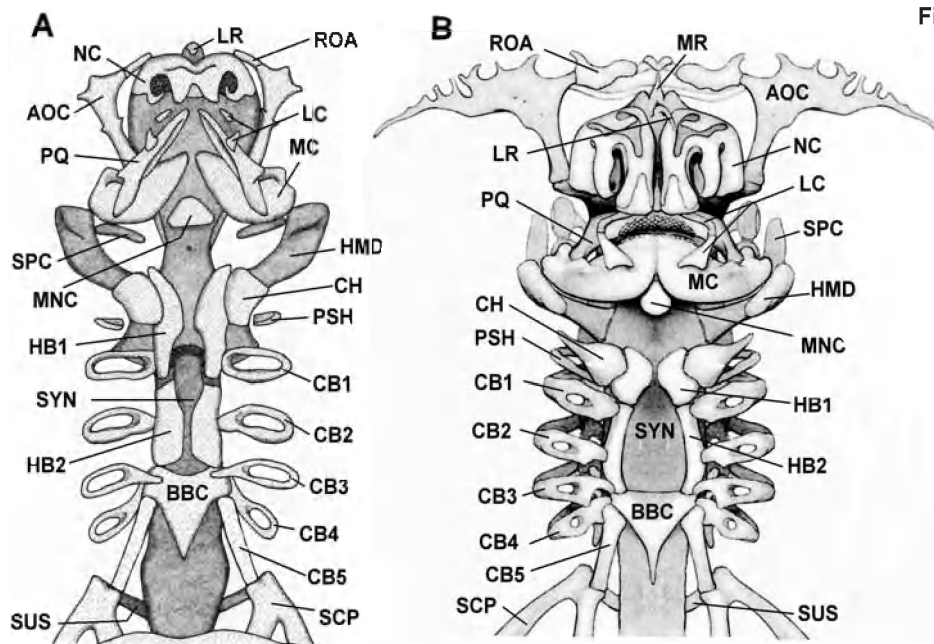 Fi
A
LR
ROA
NC
AOC
LC
PQ
MC
SPC
HMD
MNC
CH
PSH
HB1
CB1
SYN
CB2
HB2
CB3
BBC
CB4
CB5
SUS
SCP
B
ROA
MR
AOC
LR
NC
LC
PQ
SPC
MC
CH
HMD
PSH
MNC
CB1
HB1
SYN
CB2
HB2
CB3
BBC
CB4
CB5
SCP
SUS